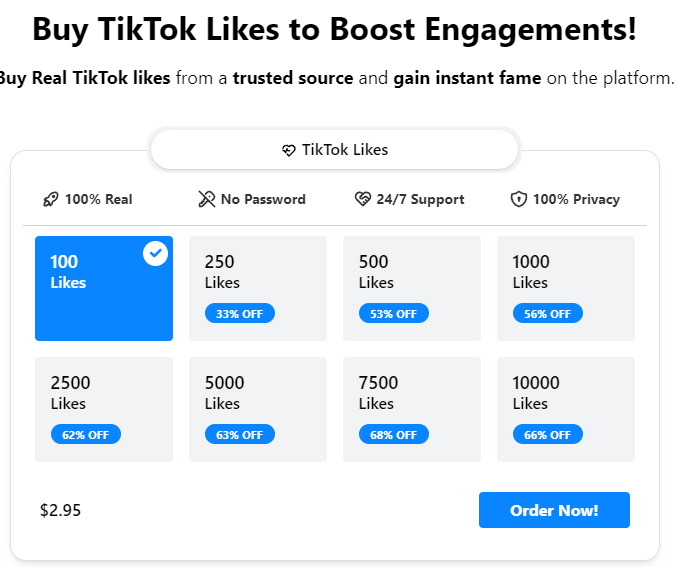 Buy TikTok Likes to Boost Engagements!
Buy Real TikTok likes from a trusted source and gain instant fame on the platform.
TikTok Likes
100% Real No Password 24/7 Support 100% Privacy
100
Likes
250
Likes
33% OFF
500
Likes
53% OFF
1000
Likes
56% OFF
2500
Likes
62% OFF
5000
Likes
63% OFF
7500
Likes
68% OFF
10000
Likes
66% OFF
$2.95
Order Now!